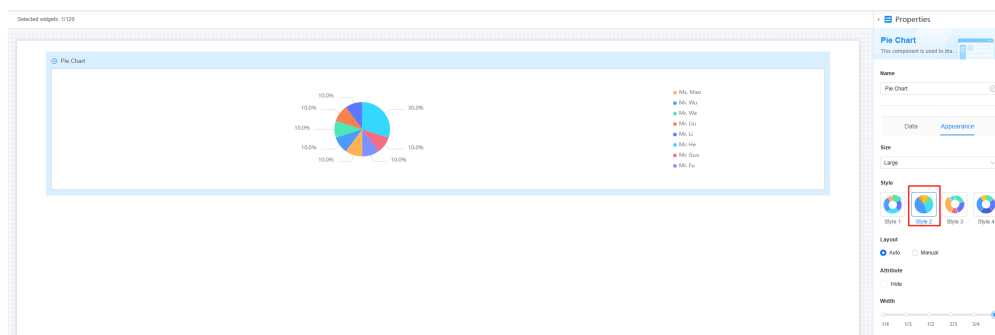 Selected widgets: 1/129
Properties
Pie Chart
This component is used to dra...
Name
Pie Chart
Data Appearance
Size
Large
Style
Style 1 Style 2 Style 3 Style 4
Layout
Auto Manual
Attribute
Hide
Width
1/4 1/3 1/2 2/3 3/4
Pie Chart
10.0%
10.0% 30.0%
10.0%
10.0% 10.0%
10.0% 10.0%
Ms. Mao
Mr. Wu
Mr. We
Mr. Liu
Mr. Li
Mr. He
Mr. Guo
Mr. Fu